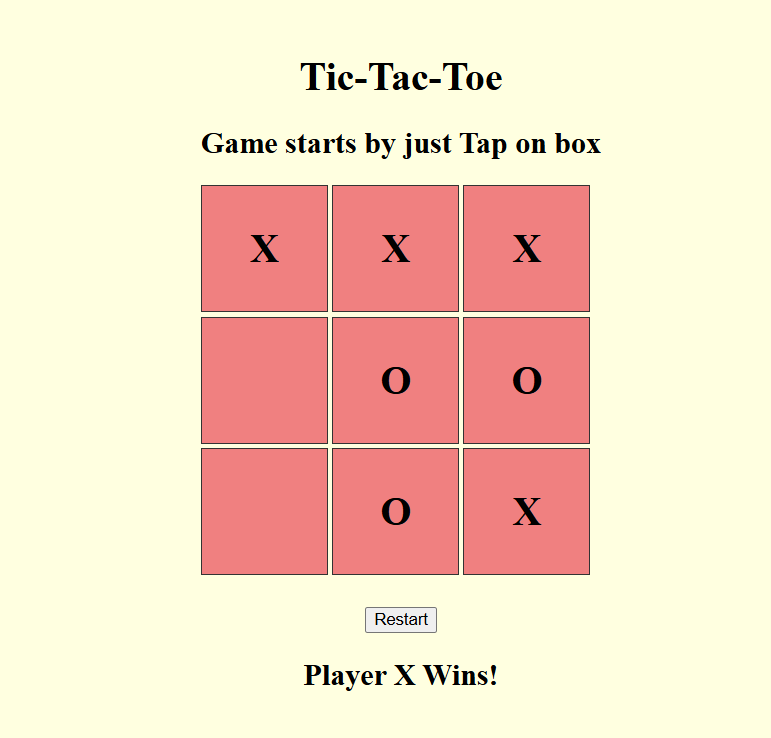 Tic-Tac-Toe
Game starts by just Tap on box
X X X
O O
O X
Restart
Player X Wins!